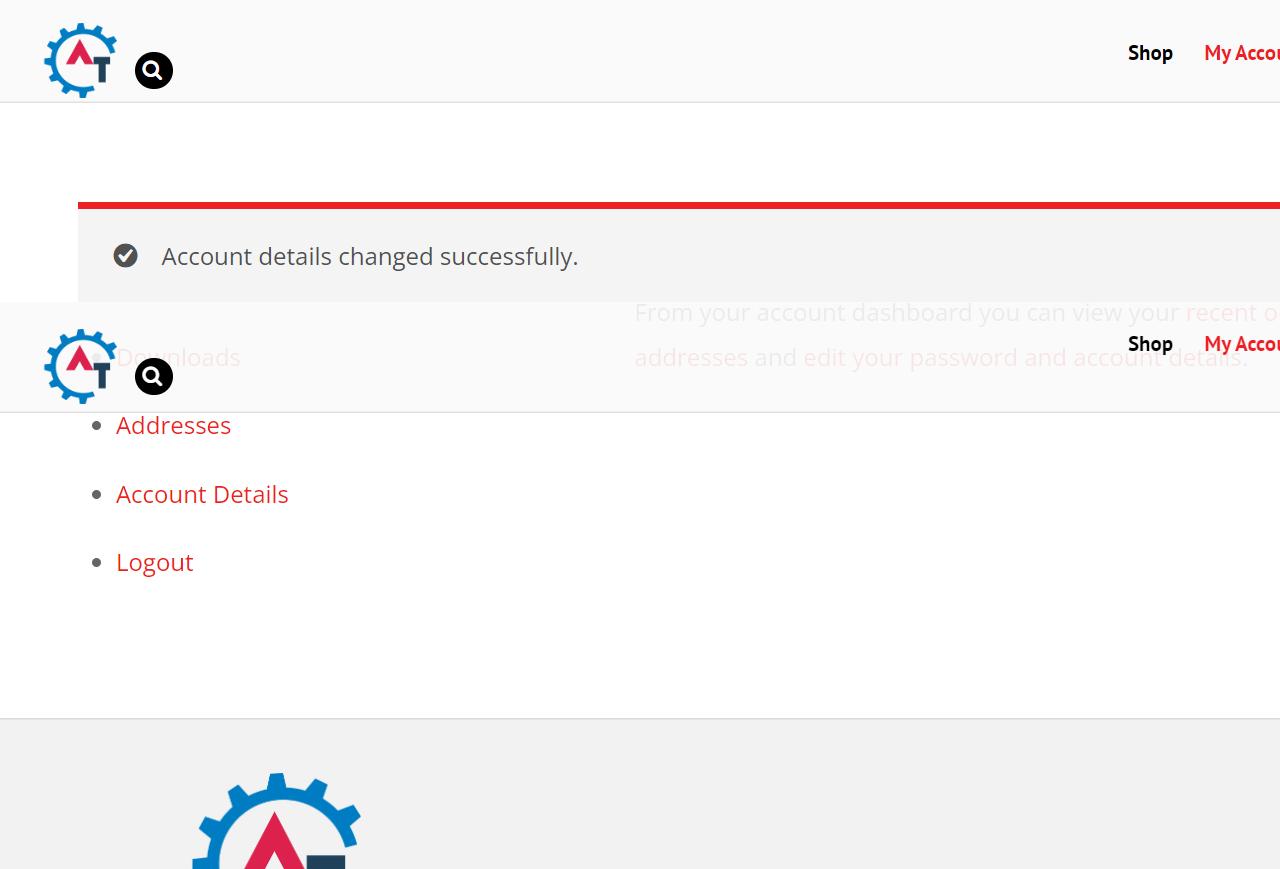 AT
Shop My Accou
Account details changed successfully.
From your account dashboard you can view your recent o
AT
Shop My Accou
Downloads
addresses and edit your password and account details.
Addresses
Account Details
Logout